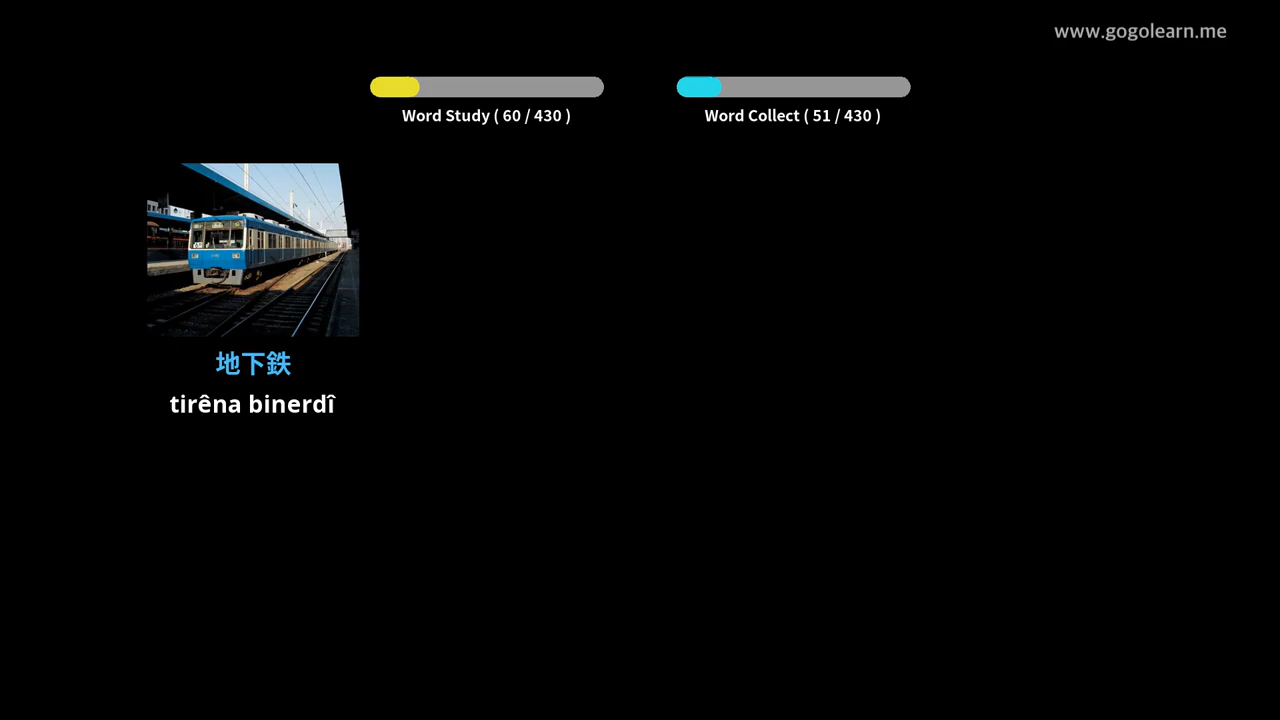 www.gogolearn.me
Word Study ( 60 / 430 )
Word Collect ( 51 / 430 )
地下鉄
tirêna binerdî